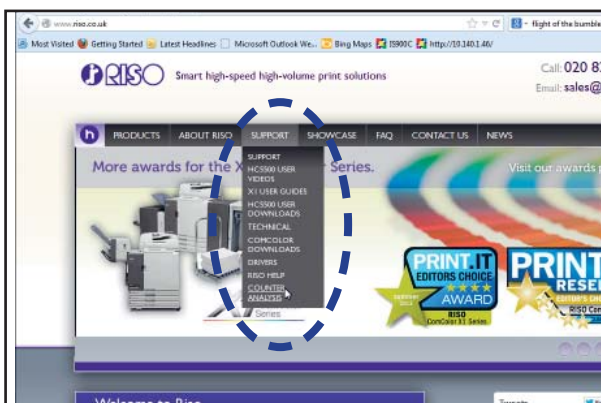 www.riso.co.uk
flight of the bumble
Most Visited Getting Started Latest Headlines Microsoft Outlook We... Bing Maps IS900C http://10.140.1.46/
RISO Smart high-speed high-volume print solutions
Call: 020 8
Email: sales@
h PRODUCTS ABOUT RISO SUPPORT SHOWCASE FAQ CONTACT US NEWS
More awards for the X Series.
Visit our awards p
SUPPORT
HC5500 USER
VIDEOS
X1 USER GUIDES
HC5500 USER
DOWNLOADS
TECHNICAL
COMCOLOR
DOWNLOADS
DRIVERS
RISO HELP
COUNTER
ANALYSIS
Series
PRINT.IT
EDITORS CHOICE
AWARD
RISO
ComColor X1 Series
PRINT
RESE
EDITOR'S CHO
RISO Com
Welcome to Riso
Tweets